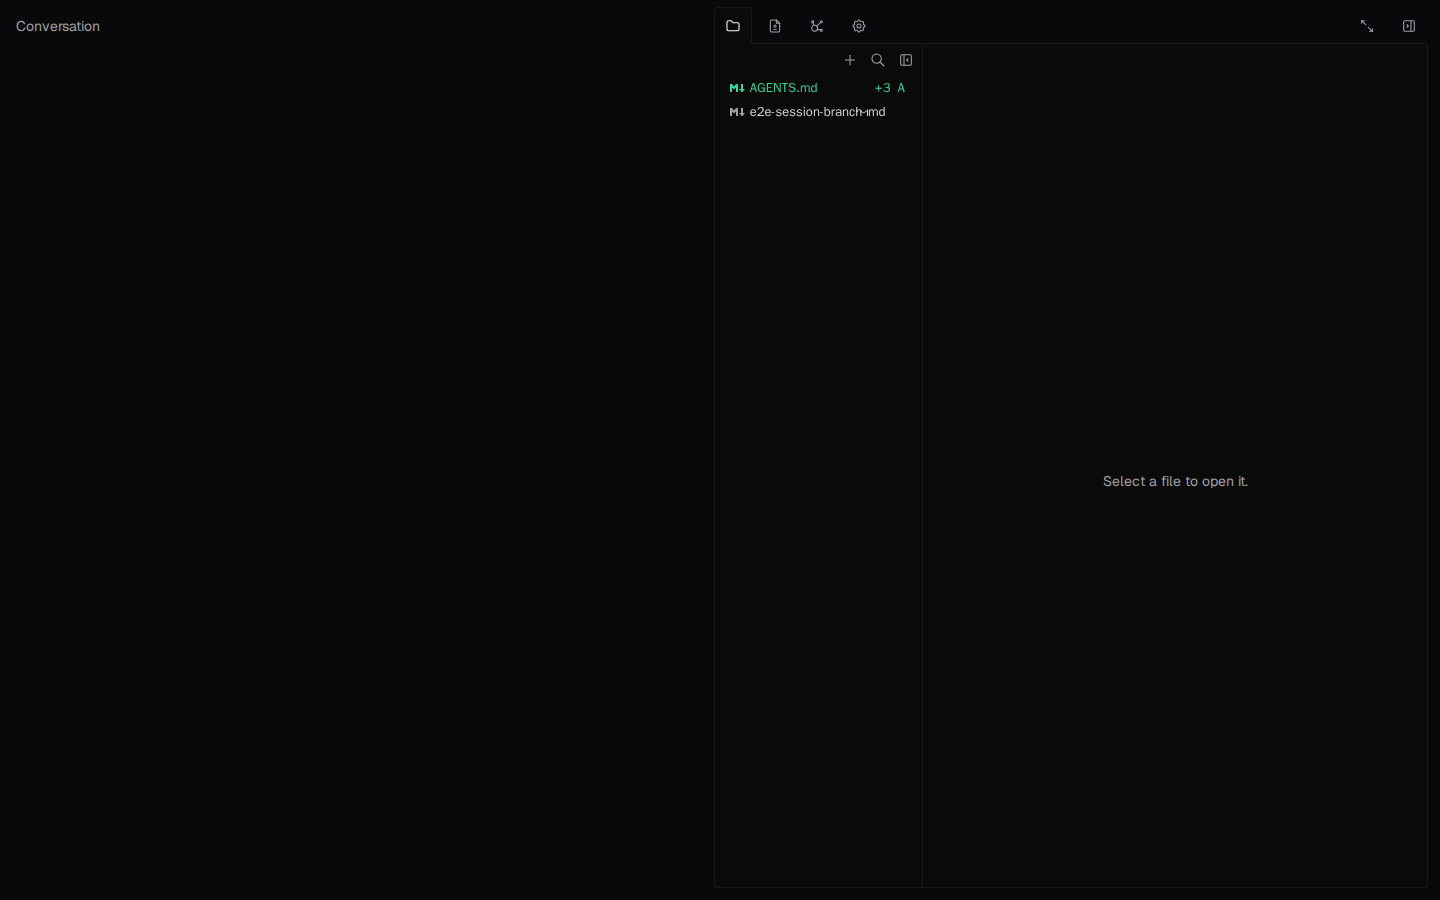 Conversation
AGENTS.md +3 A
e2e-session-branch md
Select a file to open it.